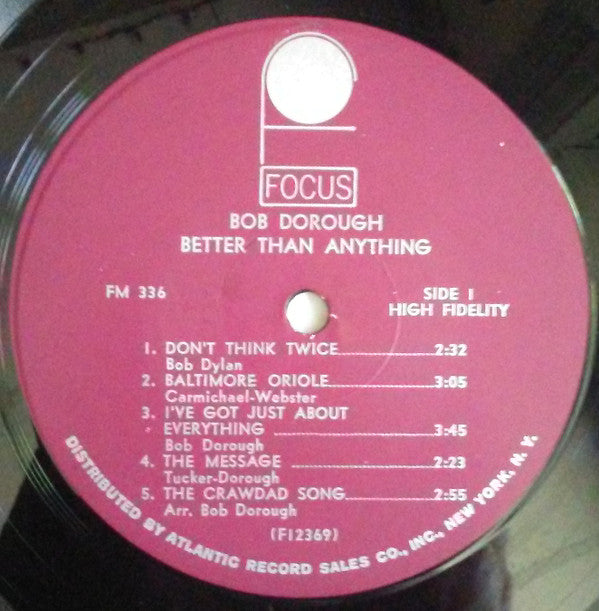 FOCUS
BOB DOROUGH
BETTER THAN ANYTHING
FM 336
SIDE 1
HIGH FIDELITY
1. DON'T THINK TWICE 2:32
Bob Dylan
2. BALTIMORE ORIOLE 3:05
Carmichael-Webster
3. I'VE GOT JUST ABOUT
EVERYTHING 3:45
Bob Dorough
4. THE MESSAGE 2:23
Tucker-Dorough
5. THE CRAWDAD SONG 2:55
Arr. Bob Dorough
(F12369)
DISTRIBUTED BY ATLANTIC RECORD SALES CO., INC., NEW YORK, N. Y.